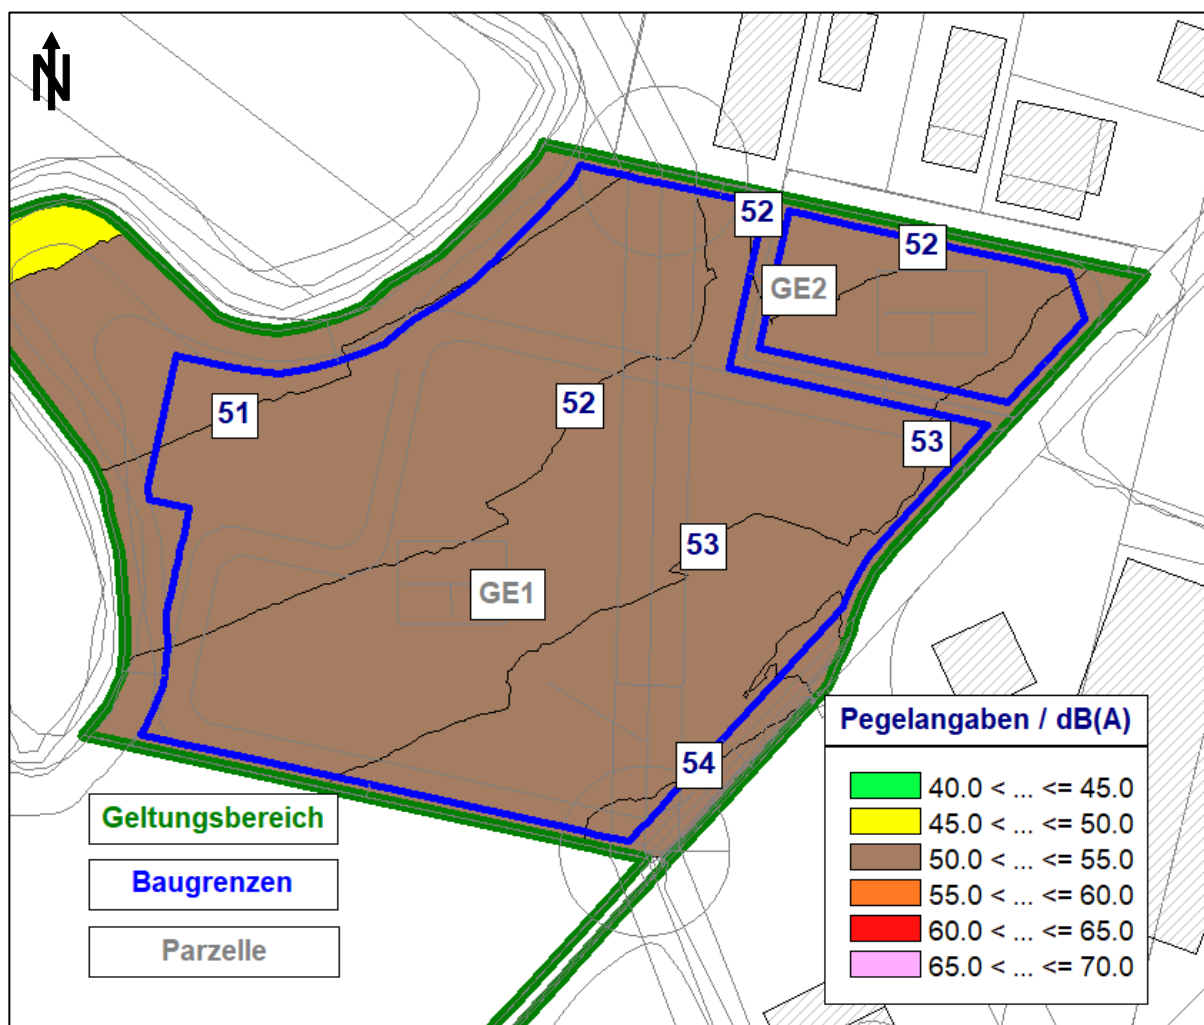 N
52
52
GE2
51
52
53
53
GE1
54
Pegelangaben / dB(A)
40.0 < ... <= 45.0
45.0 < ... <= 50.0
50.0 < ... <= 55.0
55.0 < ... <= 60.0
60.0 < ... <= 65.0
65.0 < ... <= 70.0
Geltungsbereich
Baugrenzen
Parzelle